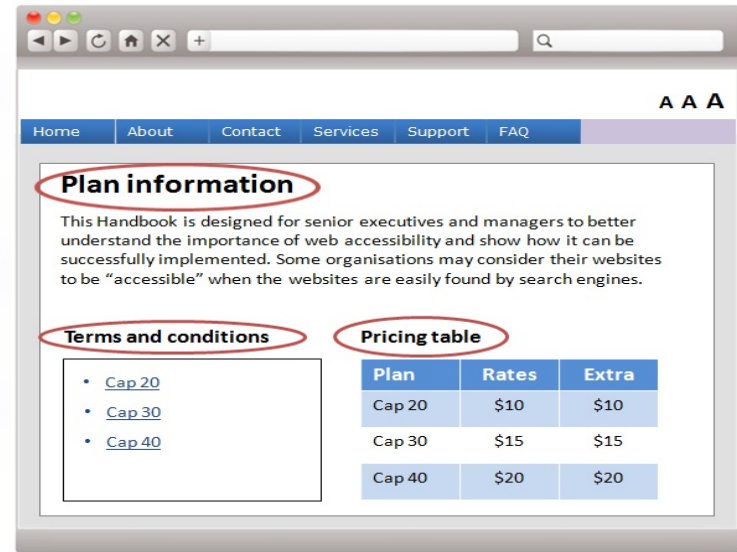 A A A
Home About Contact Services Support FAQ
Plan information
This Handbook is designed for senior executives and managers to better
understand the importance of web accessibility and show how it can be
successfully implemented. Some organisations may consider their websites
to be “accessible” when the websites are easily found by search engines.
Terms and conditions
• Cap 20
• Cap 30
• Cap 40
Pricing table
Plan Rates Extra
Cap 20 $10 $10
Cap 30 $15 $15
Cap 40 $20 $20